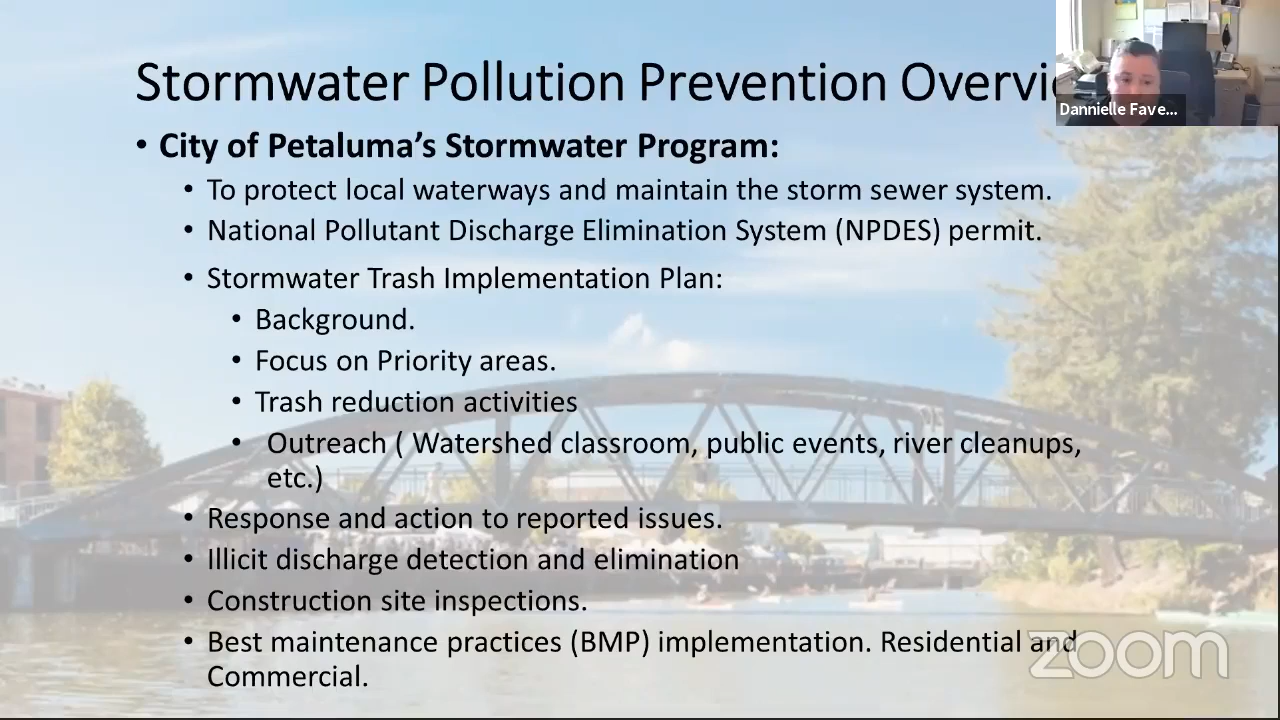 Stormwater Pollution Prevention Overvi
Dannielle Fave...
• City of Petaluma’s Stormwater Program:
• To protect local waterways and maintain the storm sewer system.
• National Pollutant Discharge Elimination System (NPDES) permit.
• Stormwater Trash Implementation Plan:
• Background.
• Focus on Priority areas.
• Trash reduction activities
• Outreach ( Watershed classroom, public events, river cleanups,
etc.)
• Response and action to reported issues.
• Illicit discharge detection and elimination
• Construction site inspections.
• Best maintenance practices (BMP) implementation. Residential and
Commercial.
zoom